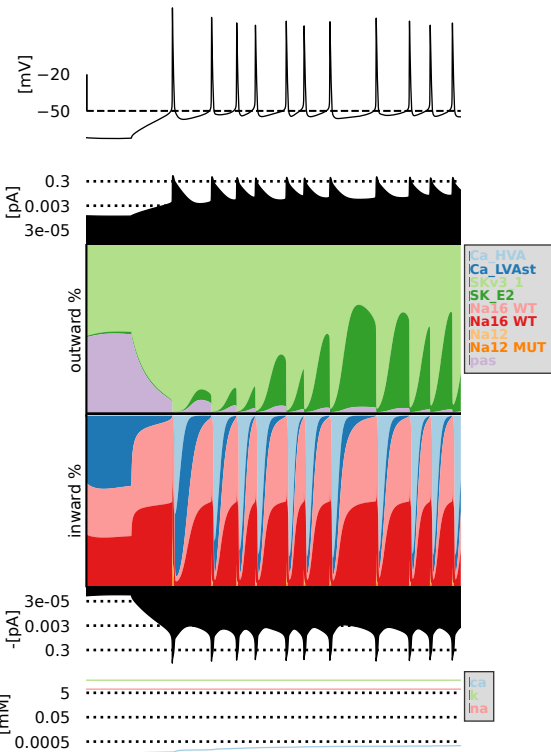 [mV]
−20
−50
[pA]
0.3
0.003
3e-05
outward %
Ca_HVA
Ca_LVAst
SKv3_1
SK_E2
Na16 WT
Na16 WT
Na12
Na12 MUT
pas
inward %
-[pA]
3e-05
0.003
0.3
[mM]
5
0.05
0.0005
ca
k
na